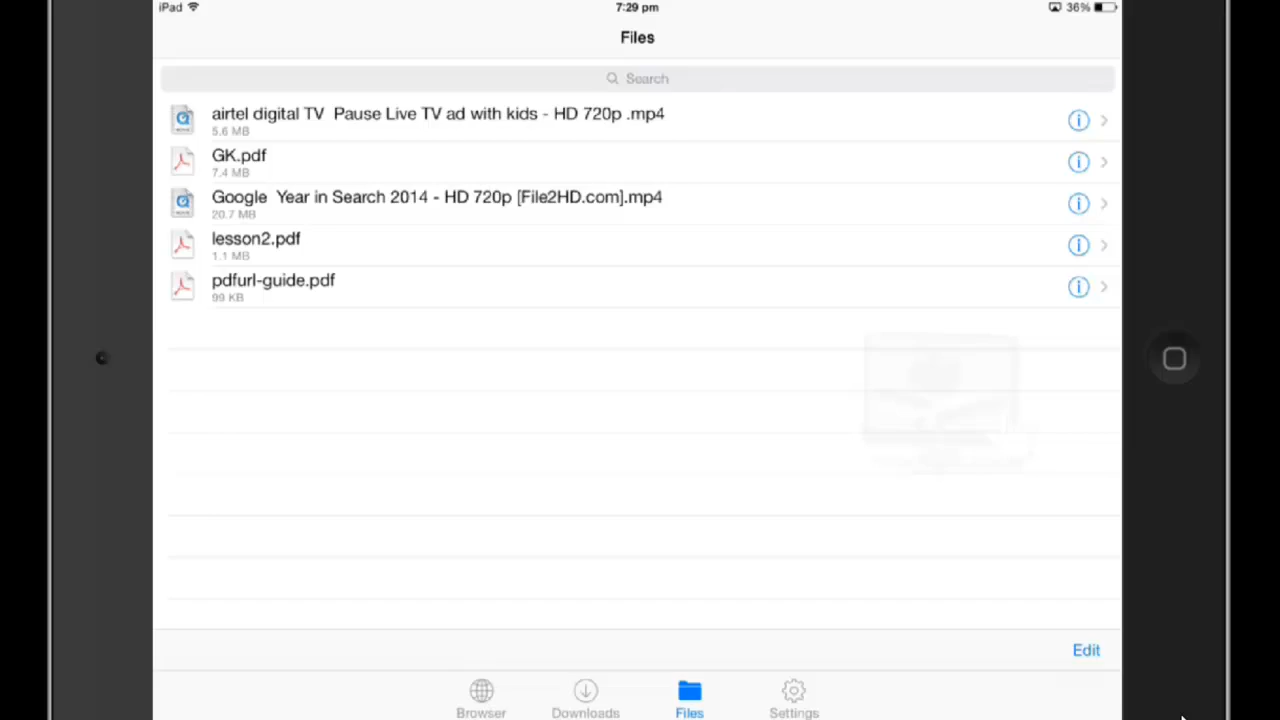 iPad
7:29 pm
36%
Files
Search
airtel digital TV  Pause Live TV ad with kids - HD 720p .mp4
5.6 MB
GK.pdf
7.4 MB
Google  Year in Search 2014 - HD 720p [File2HD.com].mp4
20.7 MB
lesson2.pdf
1.1 MB
pdfurl-guide.pdf
99 KB
Edit
Browser
Downloads
Files
Settings